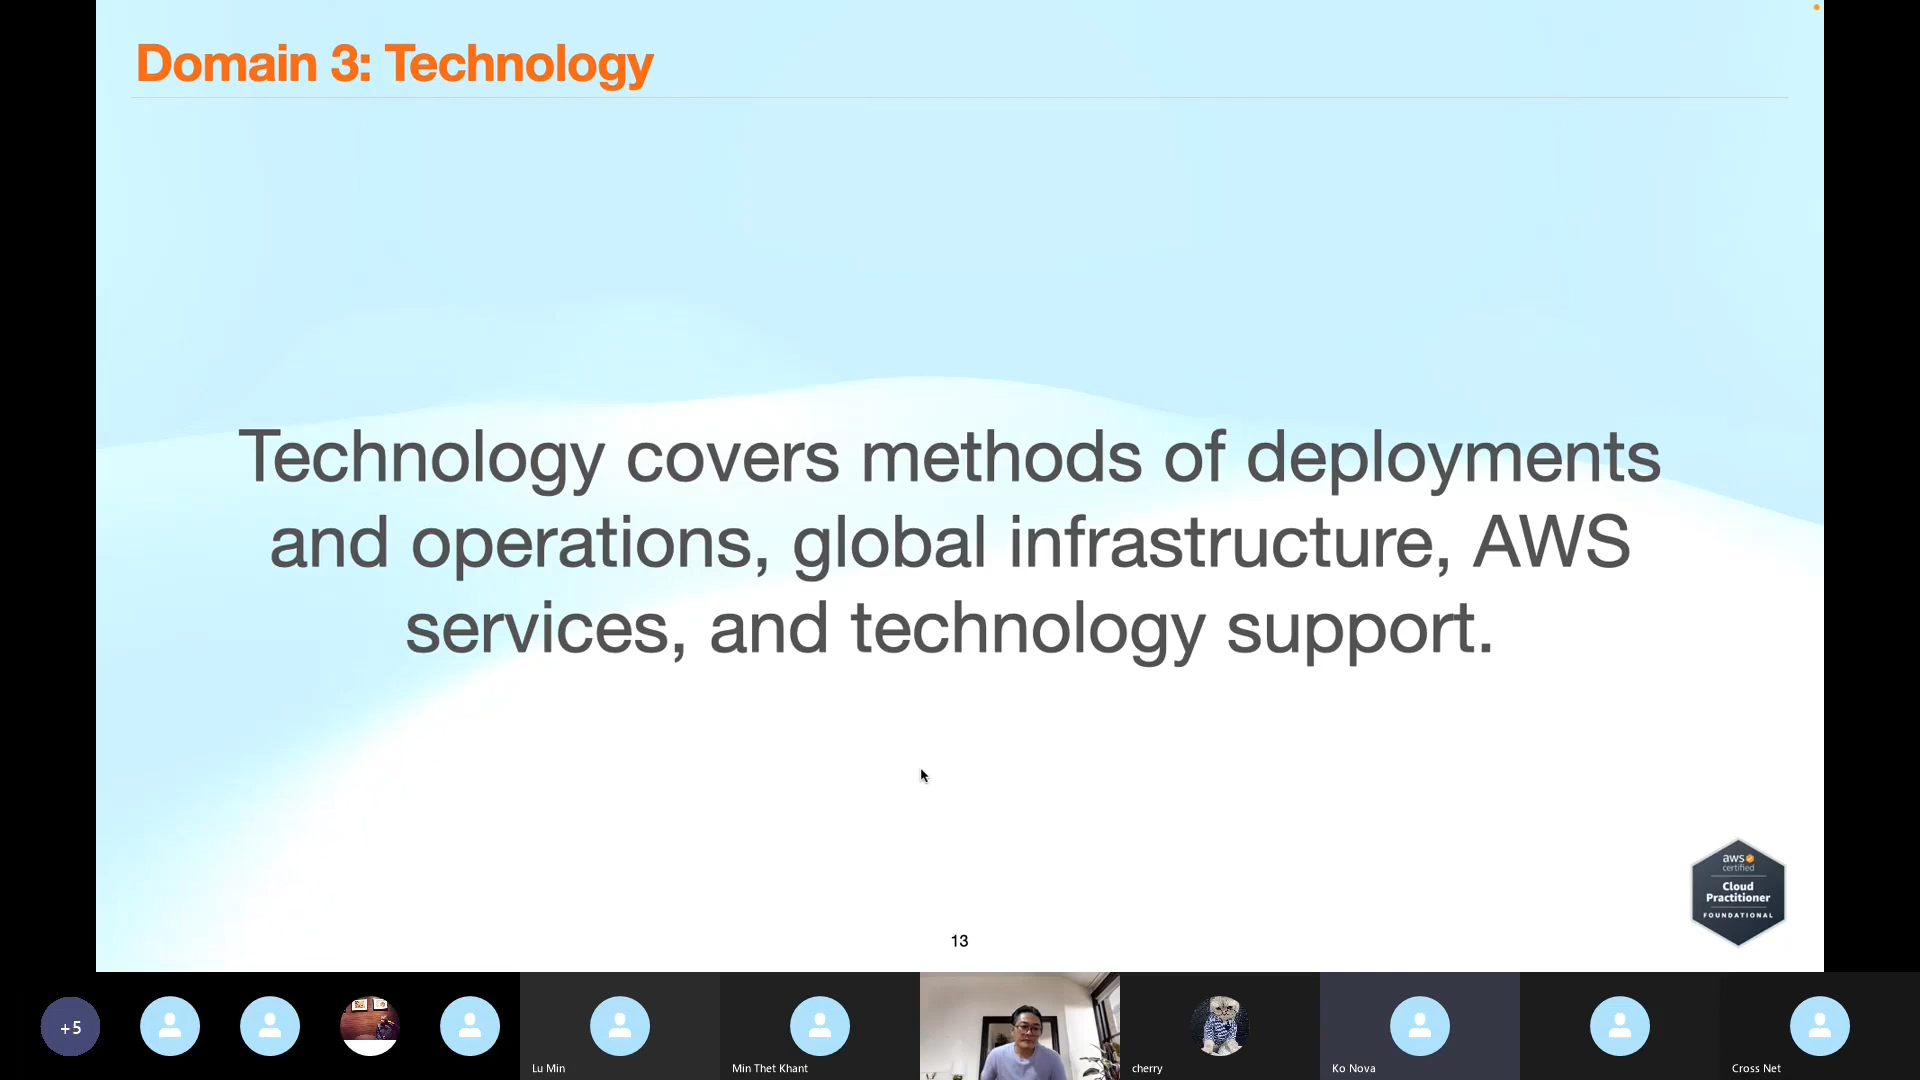 Domain 3: Technology
Technology covers methods of deployments
and operations, global infrastructure, AWS
services, and technology support.
aws
certified
Cloud
Practitioner
FOUNDATIONAL
13
+5
Lu Min
Min Thet Khant
cherry
Ko Nova
Cross Net